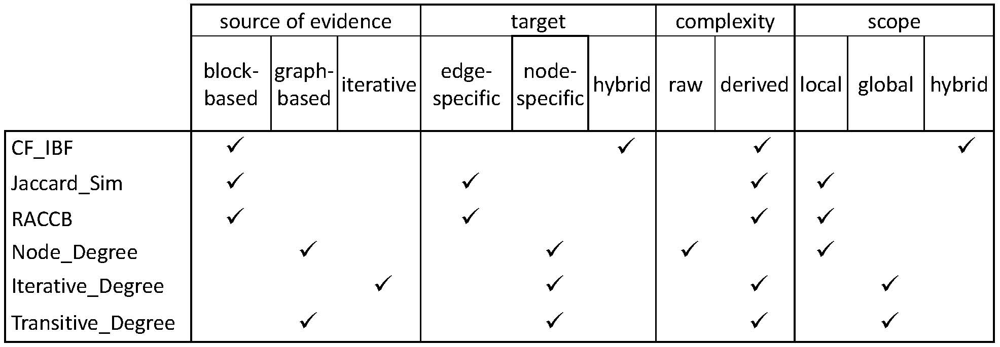 source of evidence target complexity scope
block-based graph-based iterative edge-specific node-specific hybrid raw derived local global hybrid
CF_IBF ✓ ✓ ✓ ✓
Jaccard_Sim ✓ ✓ ✓ ✓
RACCB ✓ ✓ ✓ ✓
Node_Degree ✓ ✓ ✓ ✓
Iterative_Degree ✓ ✓ ✓ ✓
Transitive_Degree ✓ ✓ ✓ ✓